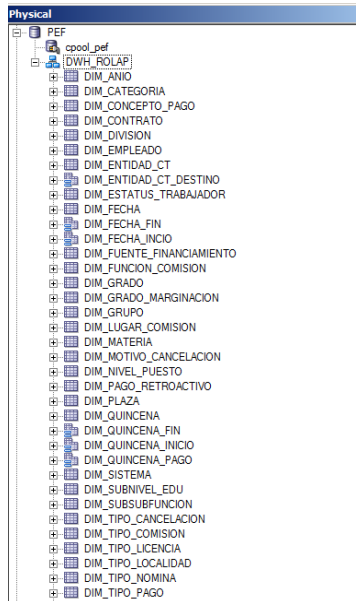 Physical
PEF
cpool_pef
DWH_ROLAP
DIM_ANIO
DIM_CATEGORIA
DIM_CONCEPTO_PAGO
DIM_CONTRATO
DIM_DIVISION
DIM_EMPLEADO
DIM_ENTIDAD_CT
DIM_ENTIDAD_CT_DESTINO
DIM_ESTATUS_TRABAJADOR
DIM_FECHA
DIM_FECHA_FIN
DIM_FECHA_INCIO
DIM_FUENTE_FINANCIAMIENTO
DIM_FUNCION_COMISION
DIM_GRADO
DIM_GRADO_MARGINACION
DIM_GRUPO
DIM_LUGAR_COMISION
DIM_MATERIA
DIM_MOTIVO_CANCELACION
DIM_NIVEL_PUESTO
DIM_PAGO_RETROACTIVO
DIM_PLAZA
DIM_QUINCENA
DIM_QUINCENA_FIN
DIM_QUINCENA_INICIO
DIM_QUINCENA_PAGO
DIM_SISTEMA
DIM_SUBNIVEL_EDU
DIM_SUBSUBFUNCION
DIM_TIPO_CANCELACION
DIM_TIPO_COMISION
DIM_TIPO_LICENCIA
DIM_TIPO_LOCALIDAD
DIM_TIPO_NOMINA
DIM_TIPO_PAGO